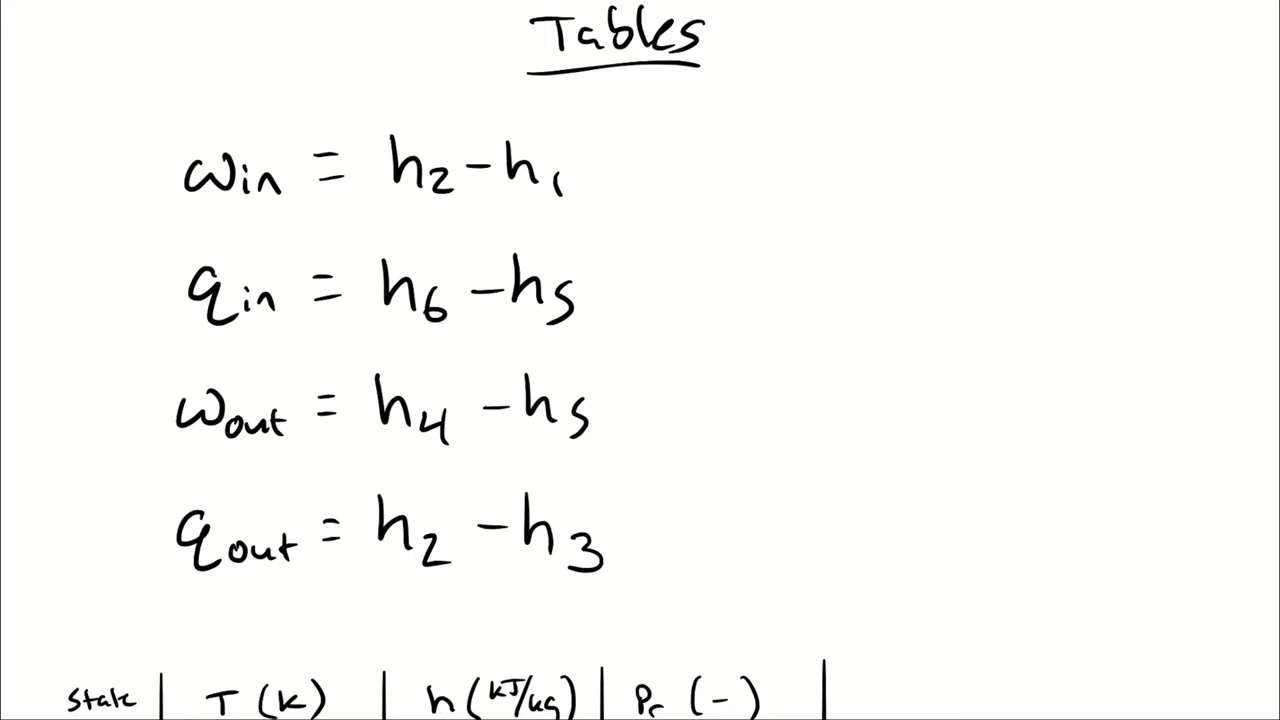 Tables
win = h2 - h1
qin = h6 - h5
wout = h4 - h5
qout = h2 - h3
State | T (K) | h (kJ/kg) | Pr (-) |